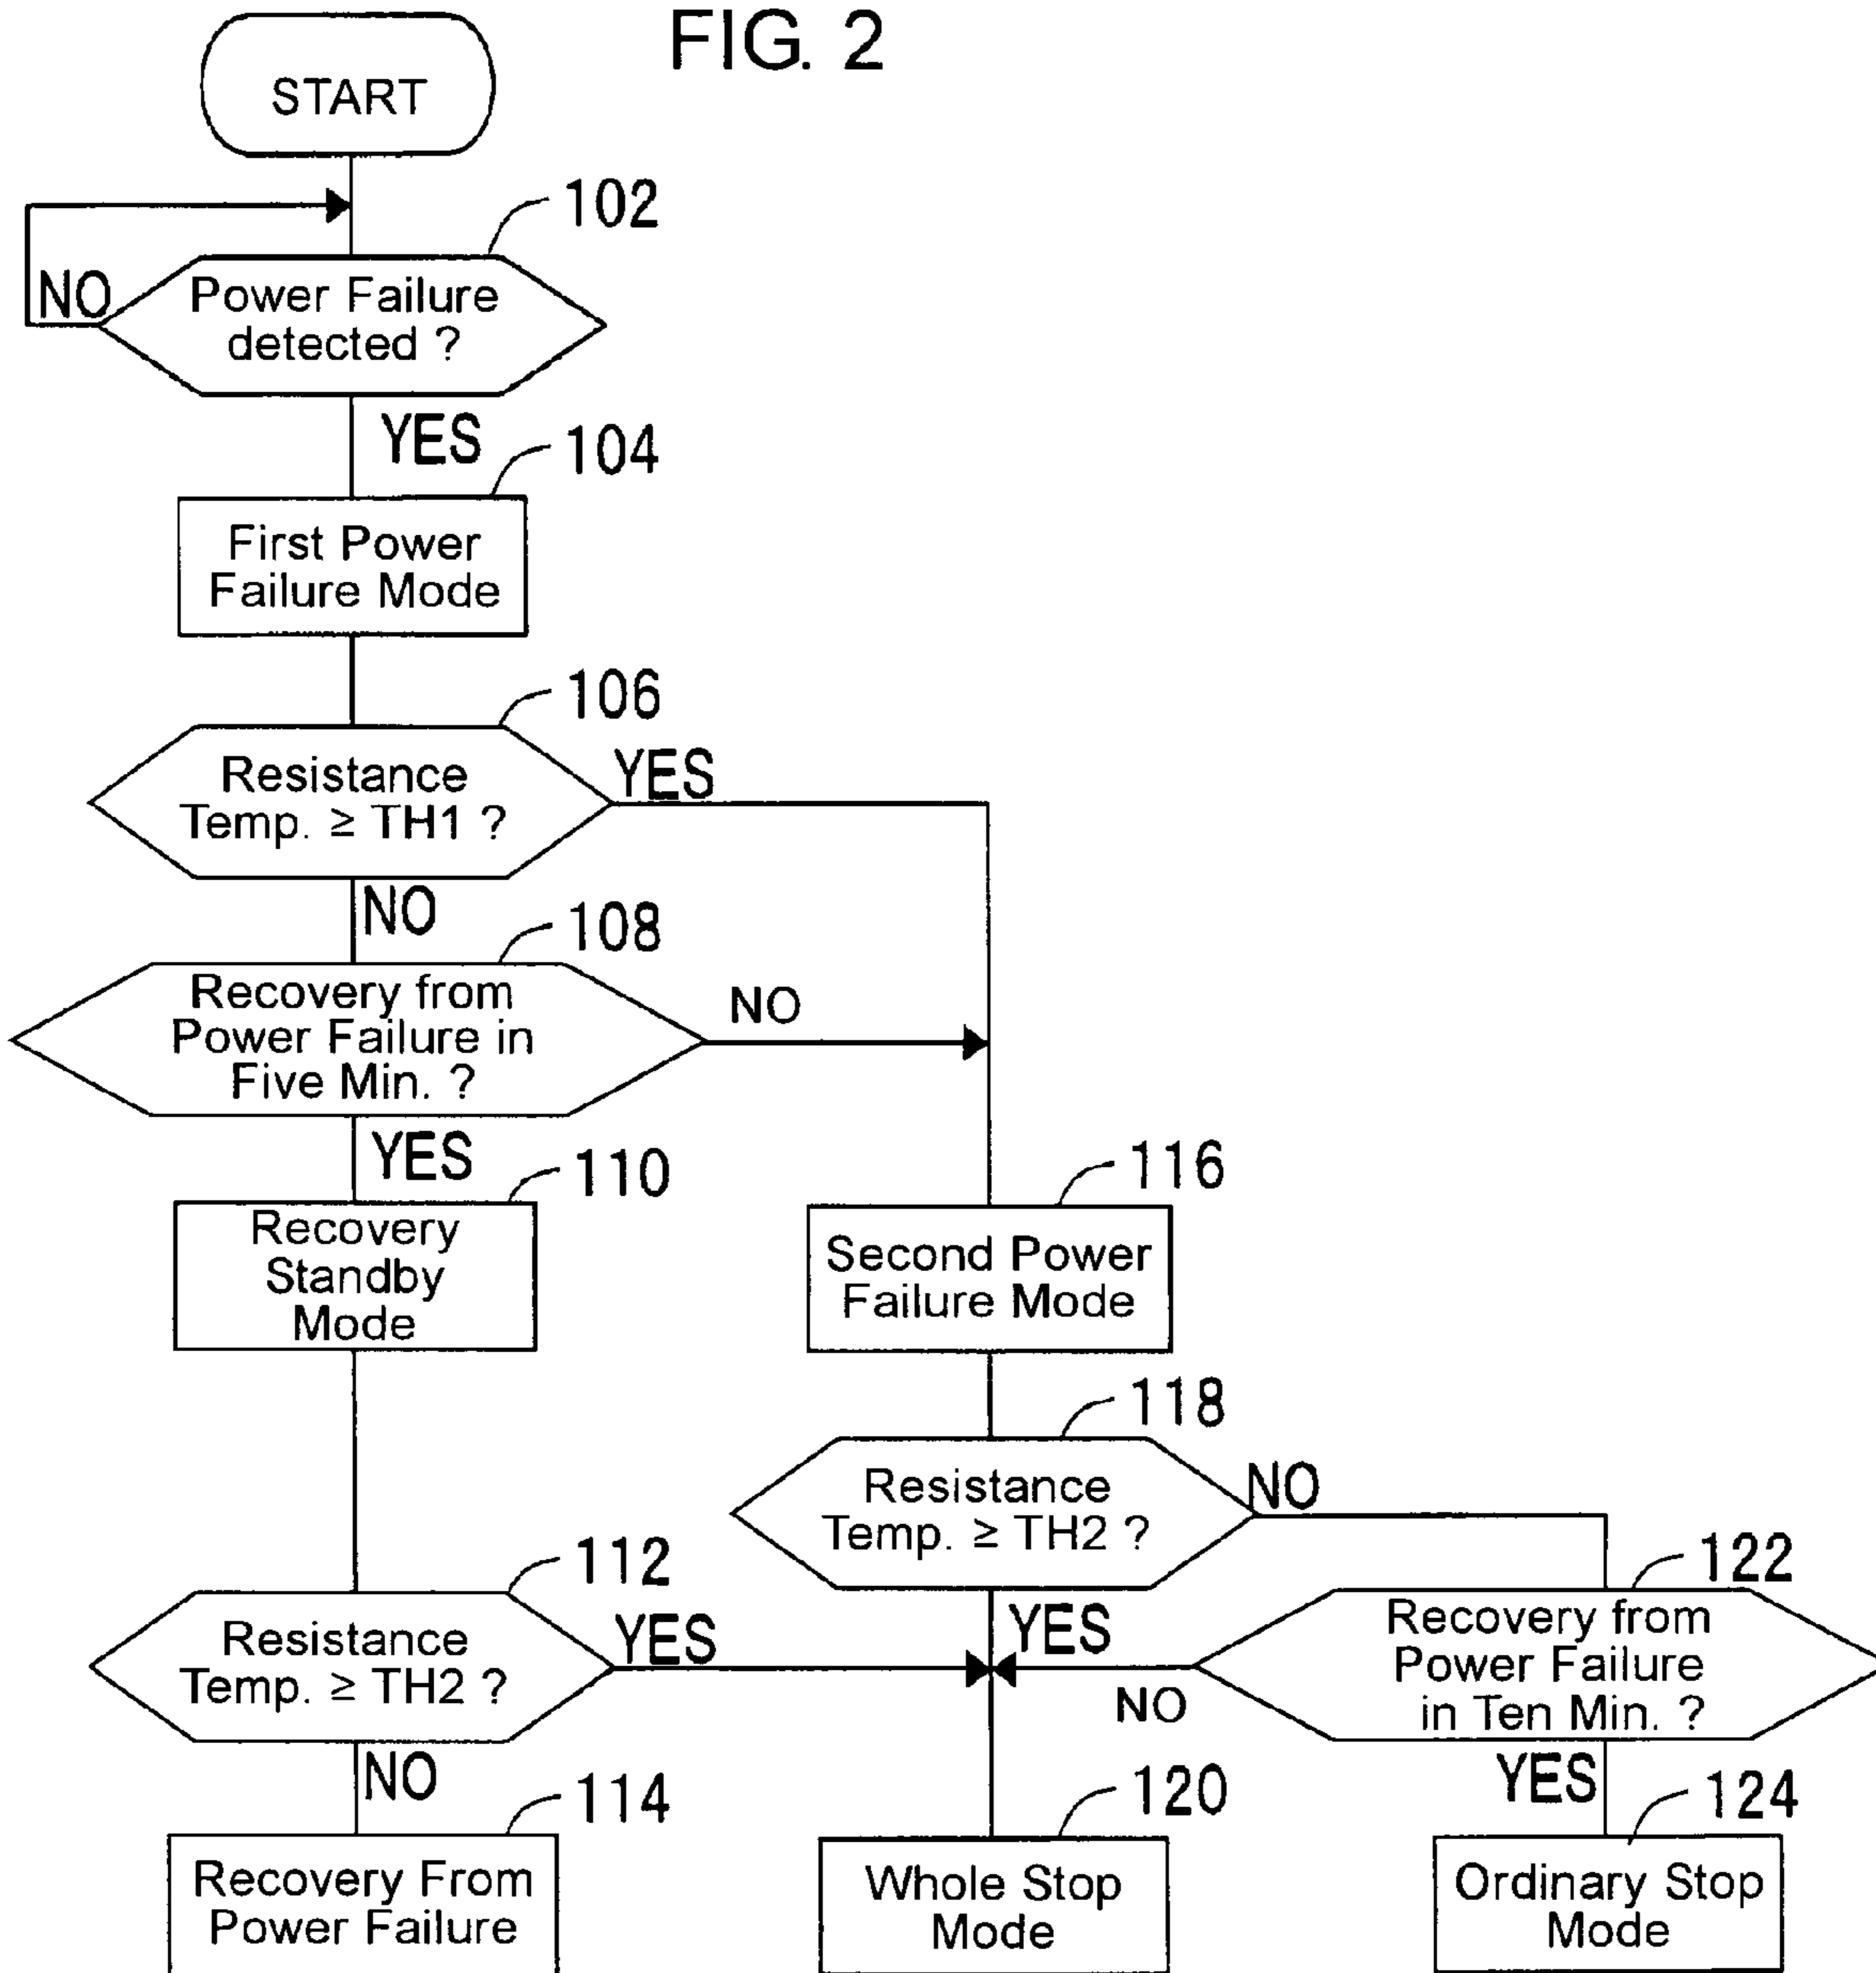 FIG. 2
START
102
NO
Power Failure
detected ?
YES
104
First Power
Failure Mode
106
Resistance
Temp. ≥ TH1 ?
YES
NO
108
Recovery from
Power Failure in
Five Min. ?
NO
YES
110
Recovery
Standby
Mode
116
Second Power
Failure Mode
118
Resistance
Temp. ≥ TH2 ?
NO
YES
112
Resistance
Temp. ≥ TH2 ?
YES
NO
122
Recovery from
Power Failure
in Ten Min. ?
NO
YES
114
Recovery From
Power Failure
120
Whole Stop
Mode
124
Ordinary Stop
Mode